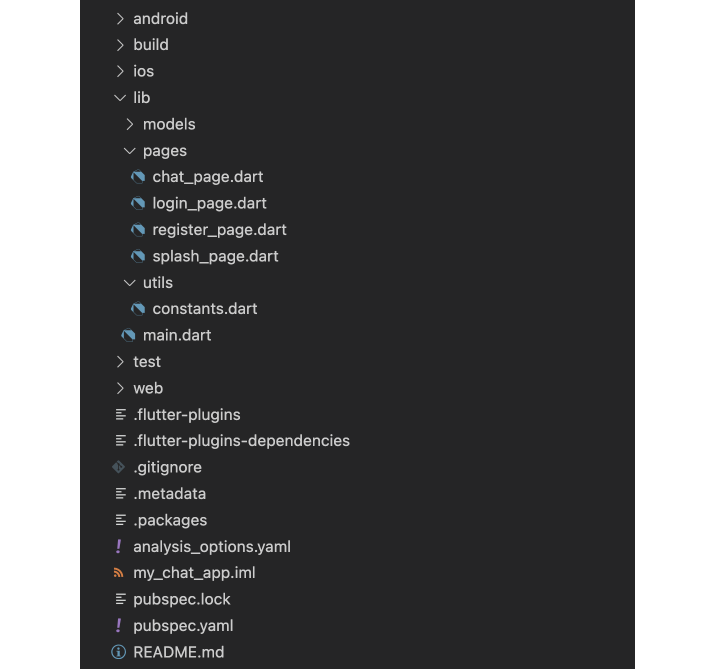 android
build
ios
lib
models
pages
chat_page.dart
login_page.dart
register_page.dart
splash_page.dart
utils
constants.dart
main.dart
test
web
.flutter-plugins
.flutter-plugins-dependencies
.gitignore
.metadata
.packages
analysis_options.yaml
my_chat_app.iml
pubspec.lock
pubspec.yaml
README.md